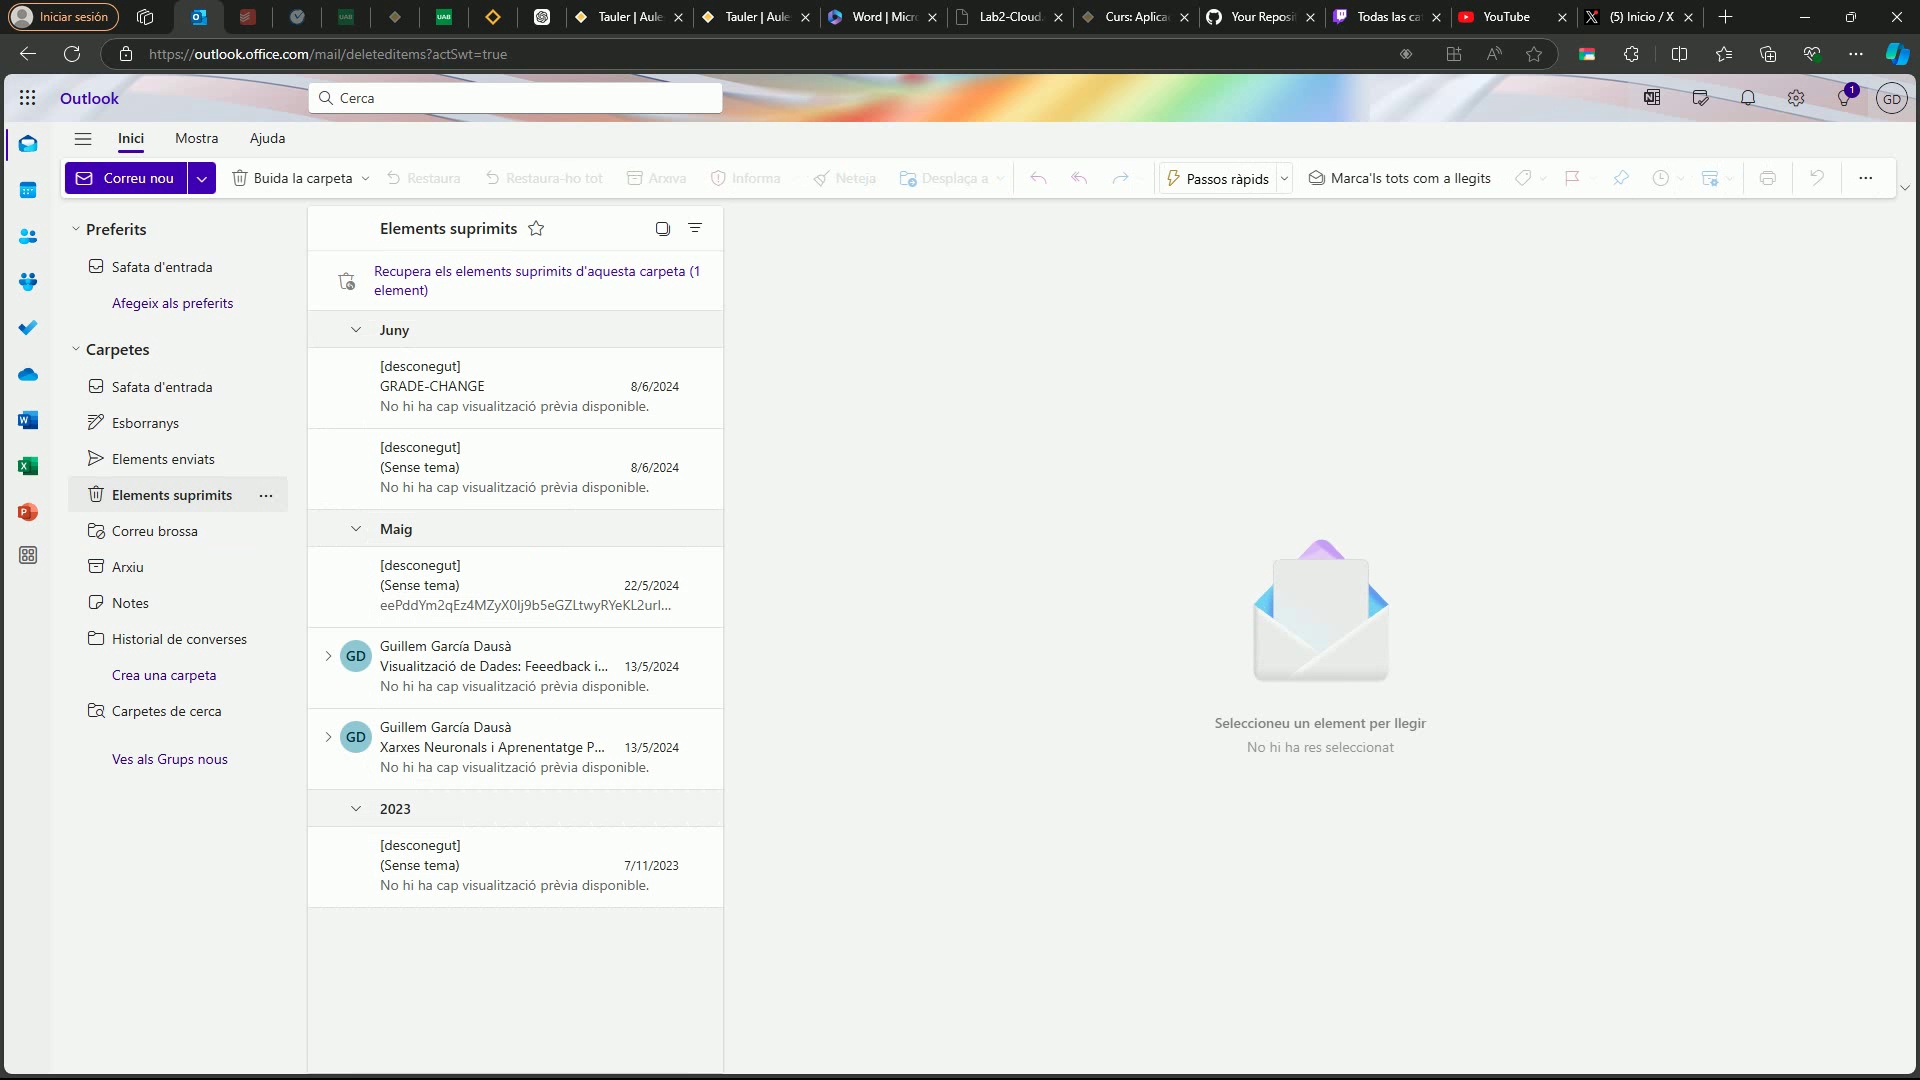 Iniciar sesión
Tauler | Aule
Tauler | Aule
Word | Micr
Lab2-Cloud.
Curs: Aplica
Your Reposit
Todas las ca
YouTube
(5) Inicio / X
https://outlook.office.com/mail/deleteditems?actSwt=true
Outlook
Cerca
1
GD
Inici
Mostra
Ajuda
Correu nou
Buida la carpeta
Restaura
Restaura-ho tot
Arxiva
Informa
Neteja
Desplaça a
Passos ràpids
Marca'ls tots com a llegits
Preferits
Safata d'entrada
Afegeix als preferits
Carpetes
Safata d'entrada
Esborranys
Elements enviats
Elements suprimits
Correu brossa
Arxiu
Notes
Historial de converses
Crea una carpeta
Carpetes de cerca
Ves als Grups nous
Elements suprimits
Recupera els elements suprimits d'aquesta carpeta (1
element)
Juny
[desconegut]
GRADE-CHANGE 8/6/2024
No hi ha cap visualització prèvia disponible.
[desconegut]
(Sense tema) 8/6/2024
No hi ha cap visualització prèvia disponible.
Maig
[desconegut]
(Sense tema) 22/5/2024
eePddYm2qEz4MZyX0Ij9b5eGZLtwyRYeKL2urI...
GD
Guillem García Dausà
Visualització de Dades: Feeedback i... 13/5/2024
No hi ha cap visualització prèvia disponible.
GD
Guillem García Dausà
Xarxes Neuronals i Aprenentatge P... 13/5/2024
No hi ha cap visualització prèvia disponible.
2023
[desconegut]
(Sense tema) 7/11/2023
No hi ha cap visualització prèvia disponible.
Seleccioneu un element per llegir
No hi ha res seleccionat